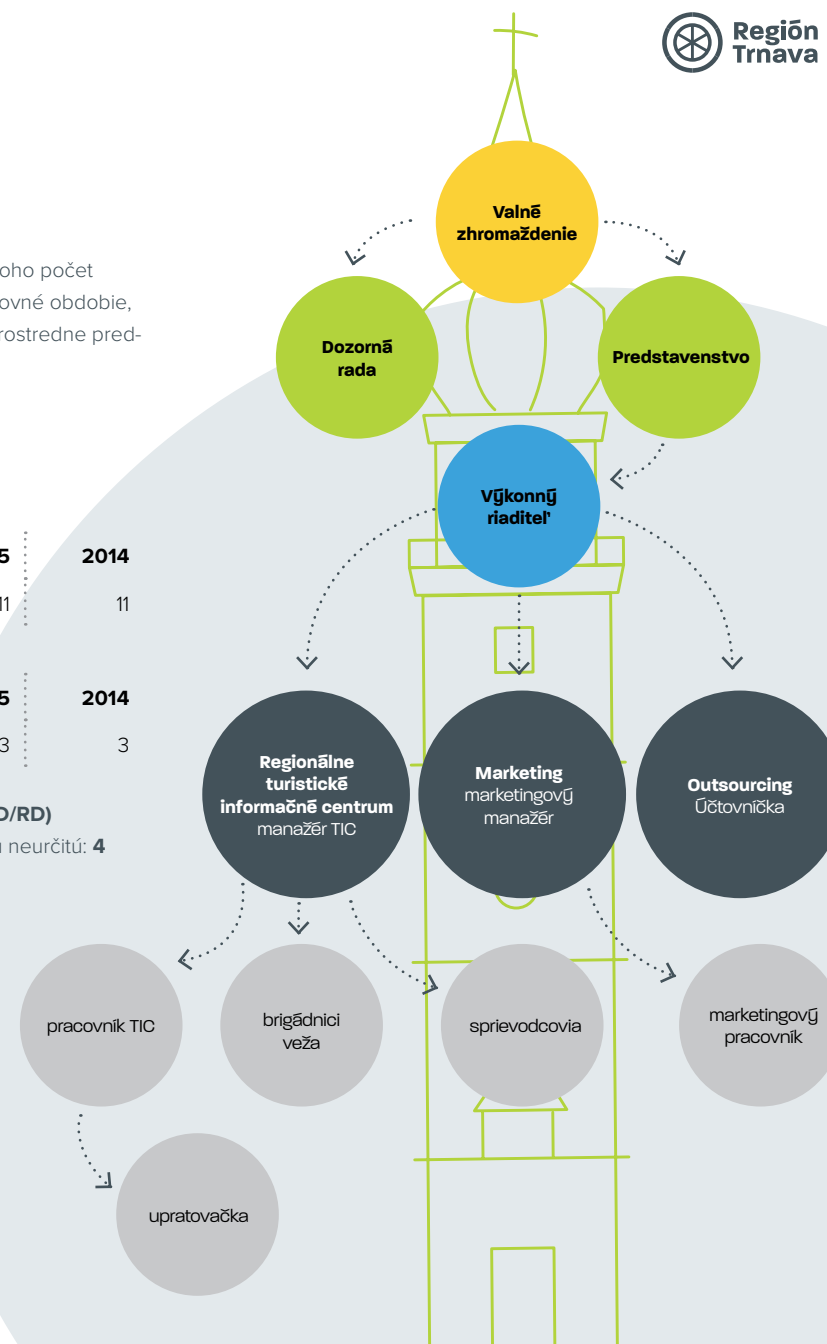 Región
Trnava
Valné
zhromaždenie
oho počet
ovné obdobie,
rostredne pred-
Dozorná
rada
Predstavenstvo
Výkonný
riaditeľ
5 2014
11 11
5 2014
3 3
O/RD)
neurčitú: 4
Regionálne
turistické
informačné centrum
manažér TIC
Marketing
marketingový
manažér
Outsourcing
Účtovníčka
pracovník TIC
brigádnici
veža
sprievodcovia
marketingový
pracovník
upratovačka